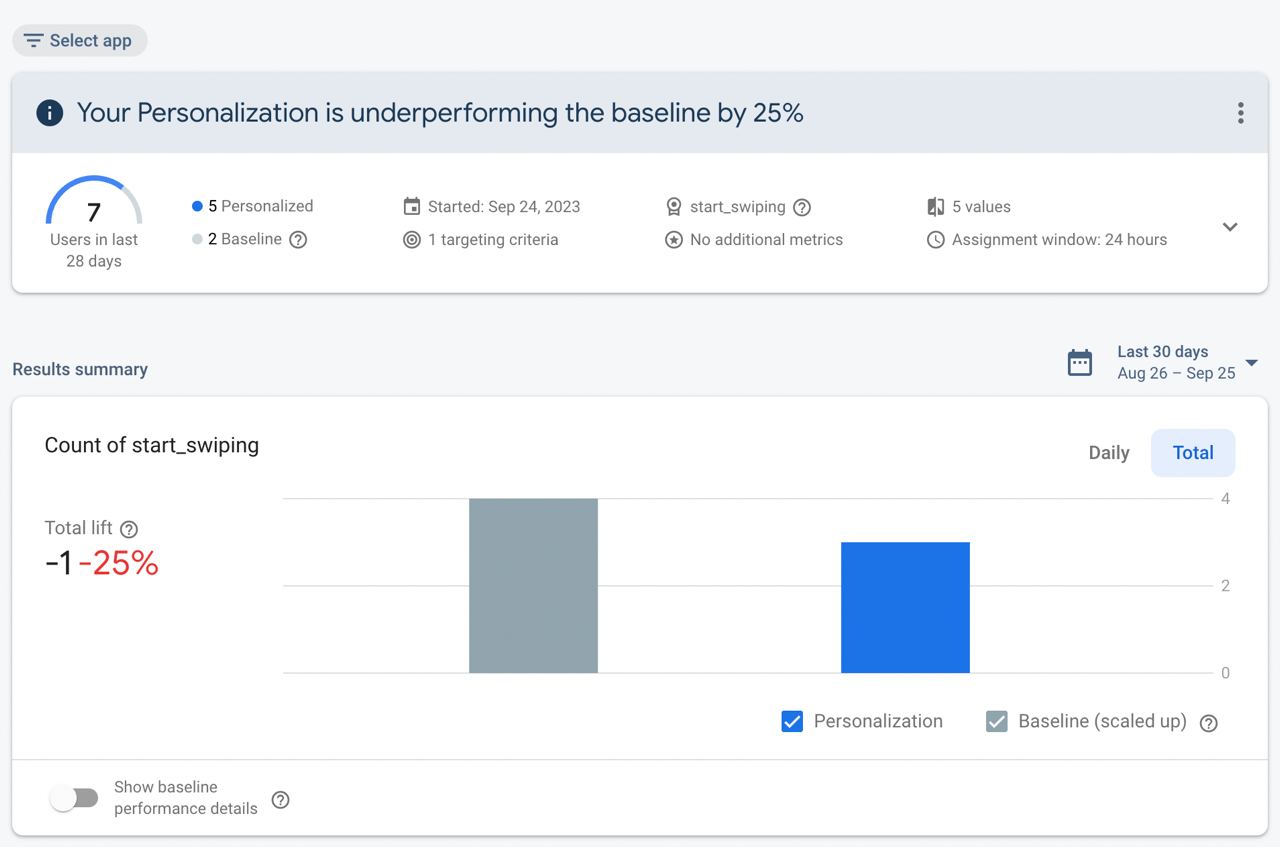 Select app
Your Personalization is underperforming the baseline by 25%
7
Users in last
28 days
5 Personalized
2 Baseline
Started: Sep 24, 2023
1 targeting criteria
start_swiping
No additional metrics
5 values
Assignment window: 24 hours
Results summary
Last 30 days
Aug 26 – Sep 25
Count of start_swiping
Daily
Total
Total lift
-1 -25%
4
2
0
Personalization
Baseline (scaled up)
Show baseline
performance details